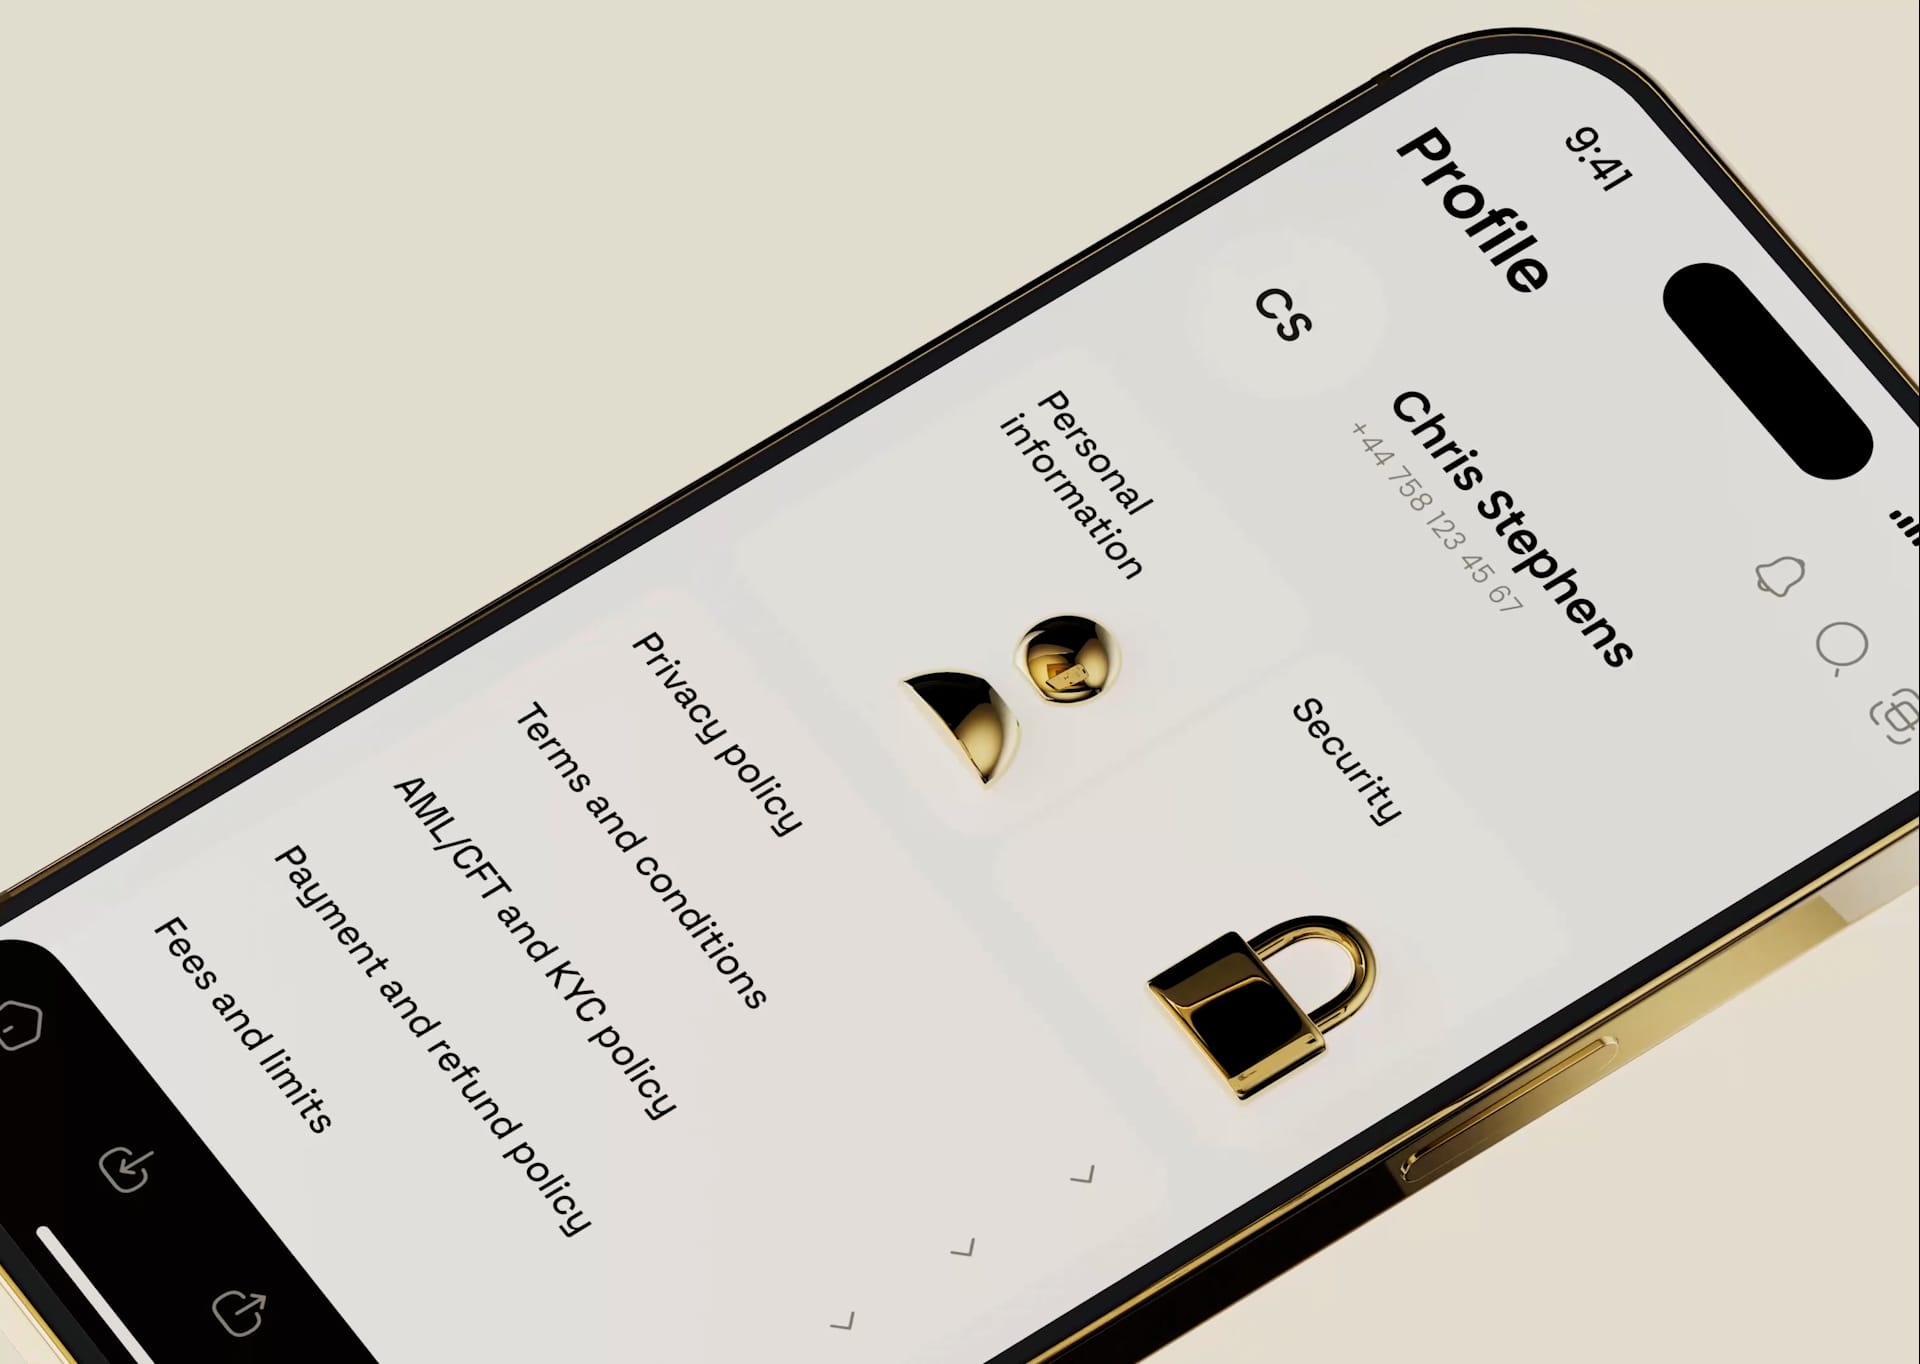 9:41
Profile
CS
Chris Stephens
+44 758 123 45 67
Personal
information
Security
Privacy policy
Terms and conditions
AML/CFT and KYC policy
Payment and refund policy
Fees and limits